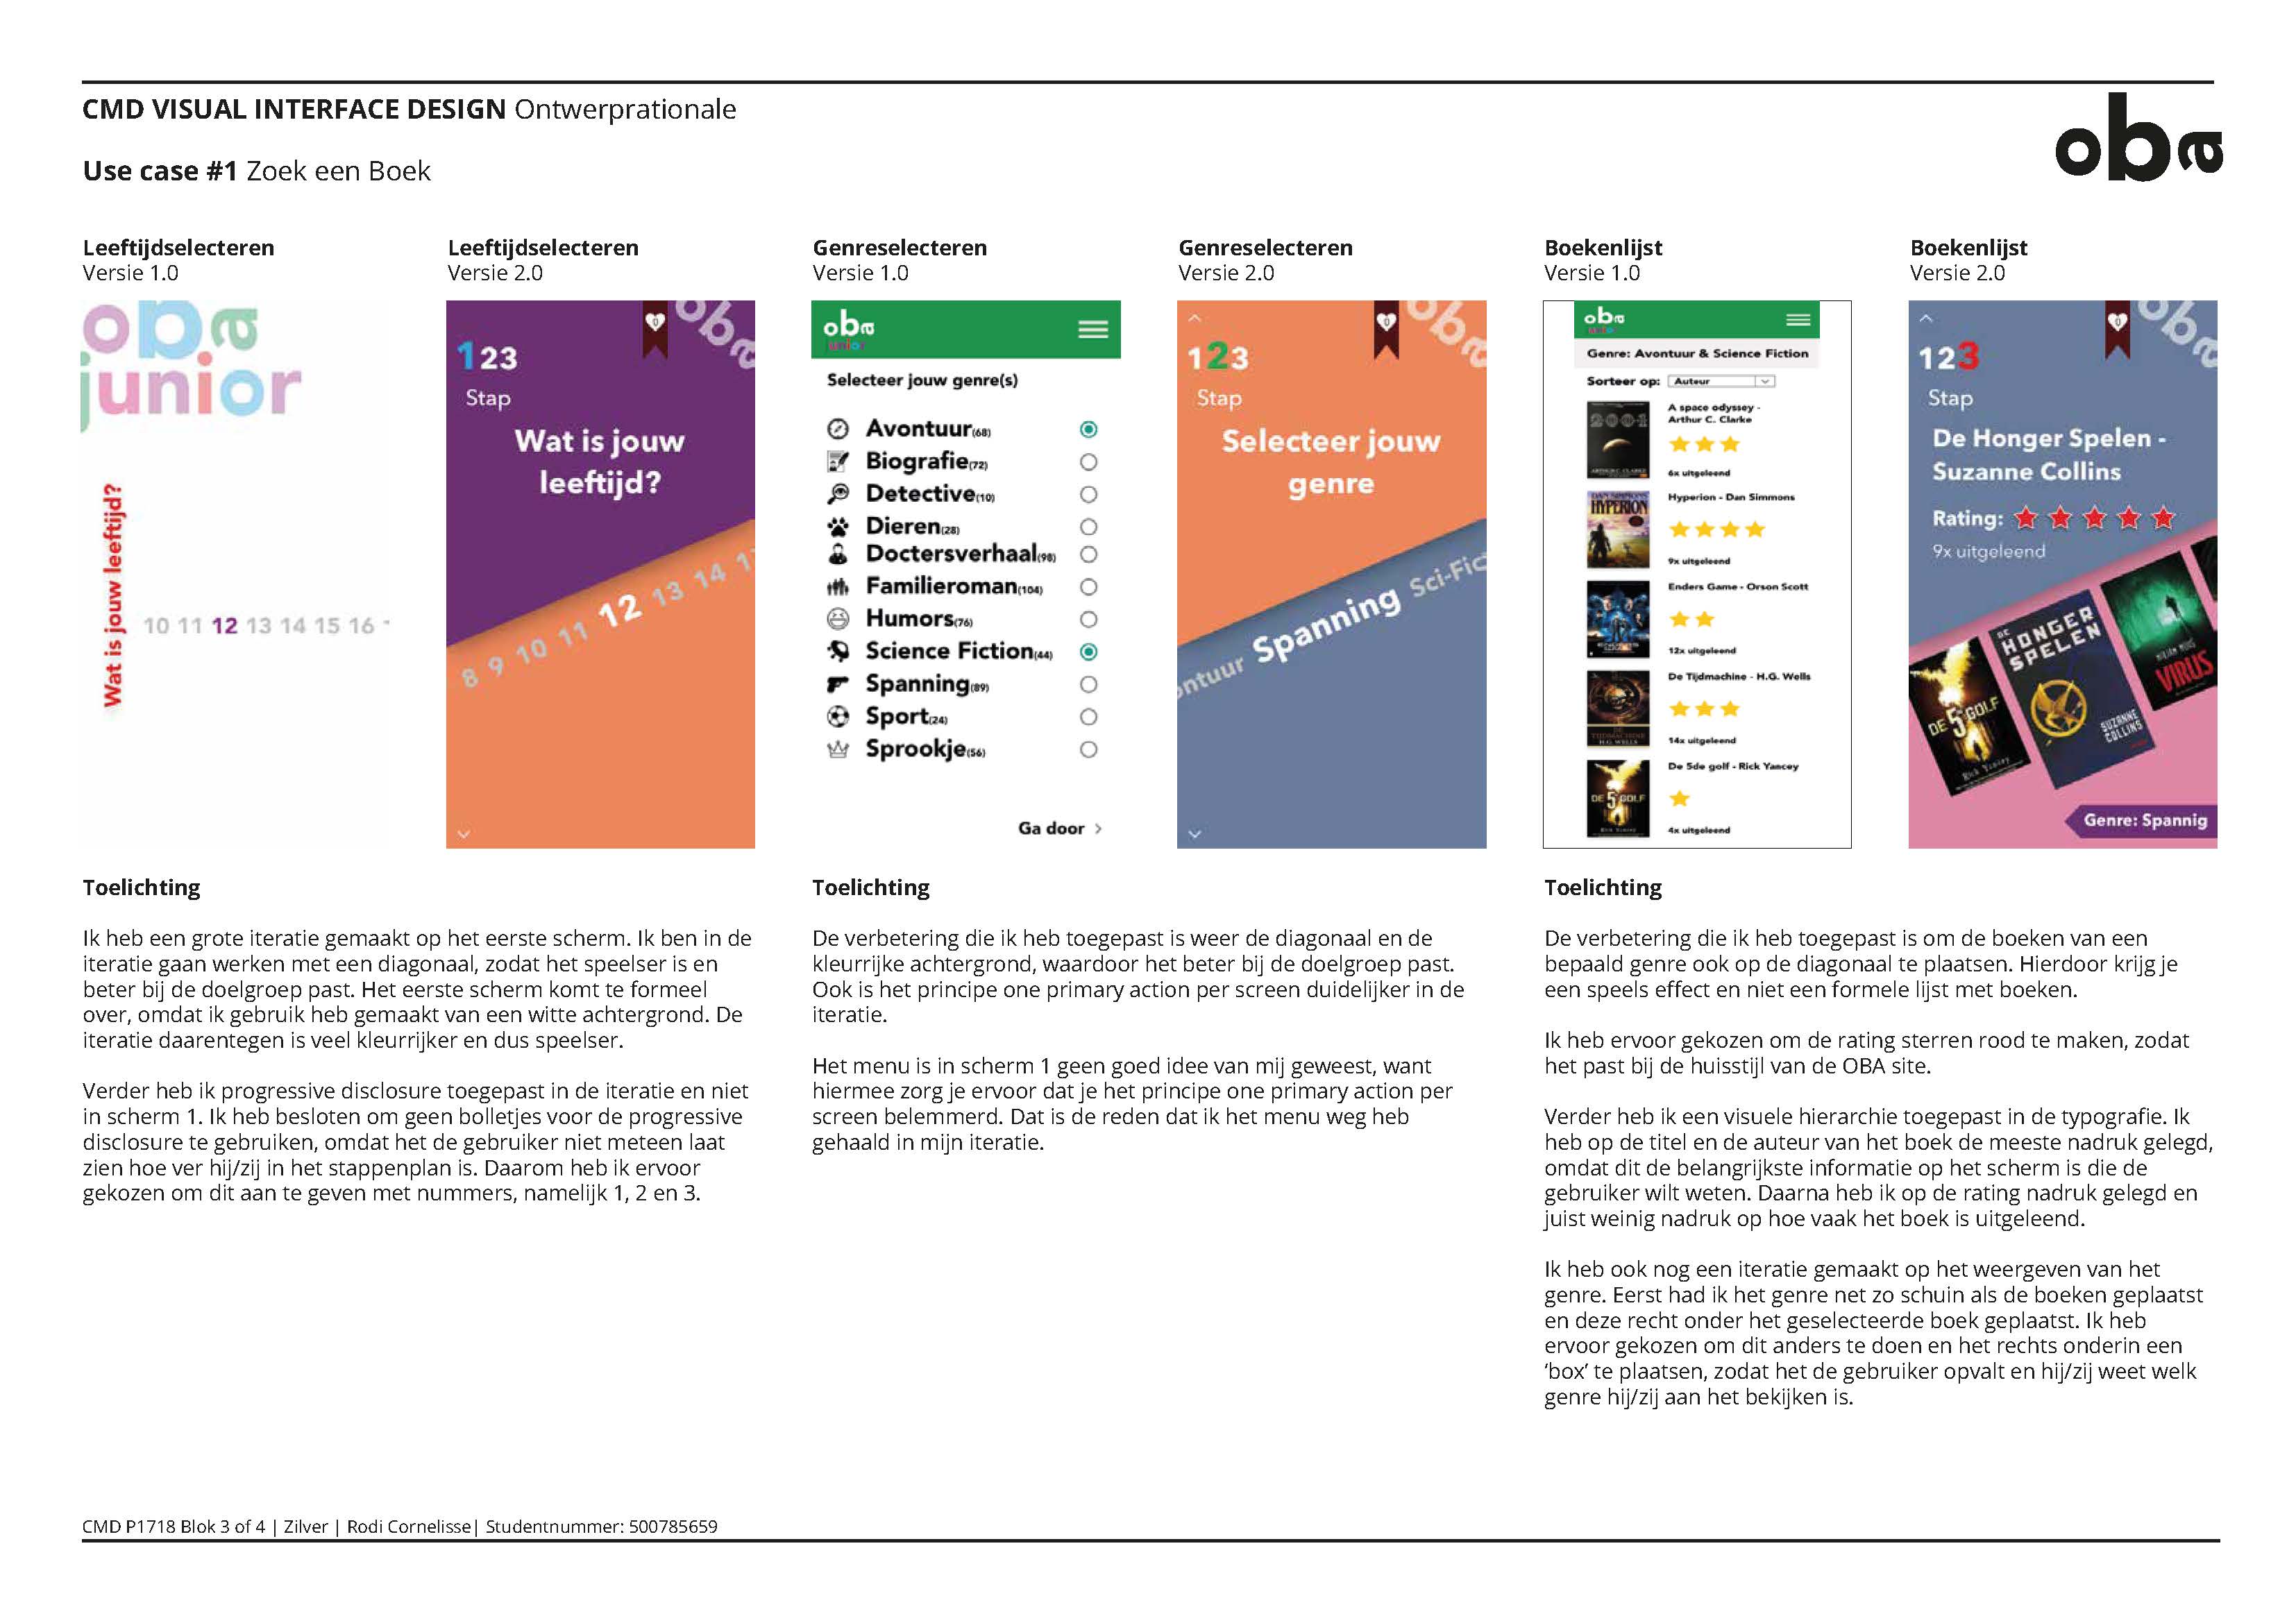 CMD VISUAL INTERFACE DESIGN Ontwerprationale
oba
Use case #1 Zoek een Boek
Leeftijdselecteren
Versie 1.0
oba
junior
Wat is jouw leeftijd?
10 11 12 13 14 15 16
Leeftijdselecteren
Versie 2.0
0
oba
123
Stap
Wat is jouw
leeftijd?
8 9 10 11 12 13 14 1
Genreselecteren
Versie 1.0
oba
junior
Selecteer jouw genre(s)
Avontuur(68)
Biografie(72)
Detective(10)
Dieren(28)
Doctersverhaal(98)
Familieroman(104)
Humors(76)
Science Fiction(44)
Spanning(89)
Sport(24)
Sprookje(56)
Ga door >
Genreselecteren
Versie 2.0
0
oba
123
Stap
Selecteer jouw
genre
ontuur Spanning Sci-Fic
Boekenlijst
Versie 1.0
oba
junior
Genre: Avontuur & Science Fiction
Sorteer op: Auteur
2001
A space odyssey -
Arthur C. Clarke
6x uitgeleend
DAN SIMMONS
HYPERION
Hyperion - Dan Simmons
9x uitgeleend
Enders Game - Orson Scott
12x uitgeleend
TIJDMACHINE
H.G. WELLS
De Tijdmachine - H.G. Wells
14x uitgeleend
DE 5 GOLF
De 5de golf - Rick Yancey
4x uitgeleend
Boekenlijst
Versie 2.0
0
oba
123
Stap
De Honger Spelen -
Suzanne Collins
Rating:
9x uitgeleend
DE 5 GOLF
Rick Yancey
DE
HONGER
SPELEN
SUZANNE
COLLINS
VIRUS
Genre: Spannig
Toelichting
Ik heb een grote iteratie gemaakt op het eerste scherm. Ik ben in de
iteratie gaan werken met een diagonaal, zodat het speelser is en
beter bij de doelgroep past. Het eerste scherm komt te formeel
over, omdat ik gebruik heb gemaakt van een witte achtergrond. De
iteratie daarentegen is veel kleurrijker en dus speelser.
Verder heb ik progressive disclosure toegepast in de iteratie en niet
in scherm 1. Ik heb besloten om geen bolletjes voor de progressive
disclosure te gebruiken, omdat het de gebruiker niet meteen laat
zien hoe ver hij/zij in het stappenplan is. Daarom heb ik ervoor
gekozen om dit aan te geven met nummers, namelijk 1, 2 en 3.
Toelichting
De verbetering die ik heb toegepast is weer de diagonaal en de
kleurrijke achtergrond, waardoor het beter bij de doelgroep past.
Ook is het principe one primary action per screen duidelijker in de
iteratie.
Het menu is in scherm 1 geen goed idee van mij geweest, want
hiermee zorg je ervoor dat je het principe one primary action per
screen belemmerd. Dat is de reden dat ik het menu weg heb
gehaald in mijn iteratie.
Toelichting
De verbetering die ik heb toegepast is om de boeken van een
bepaald genre ook op de diagonaal te plaatsen. Hierdoor krijg je
een speels effect en niet een formele lijst met boeken.
Ik heb ervoor gekozen om de rating sterren rood te maken, zodat
het past bij de huisstijl van de OBA site.
Verder heb ik een visuele hierarchie toegepast in de typografie. Ik
heb op de titel en de auteur van het boek de meeste nadruk gelegd,
omdat dit de belangrijkste informatie op het scherm is die de
gebruiker wilt weten. Daarna heb ik op de rating nadruk gelegd en
juist weinig nadruk op hoe vaak het boek is uitgeleend.
Ik heb ook nog een iteratie gemaakt op het weergeven van het
genre. Eerst had ik het genre net zo schuin als de boeken geplaatst
en deze recht onder het geselecteerde boek geplaatst. Ik heb
ervoor gekozen om dit anders te doen en het rechts onderin een
‘box’ te plaatsen, zodat het de gebruiker opvalt en hij/zij weet welk
genre hij/zij aan het bekijken is.
CMD P1718 Blok 3 of 4 | Zilver | Rodi Cornelisse| Studentnummer: 500785659